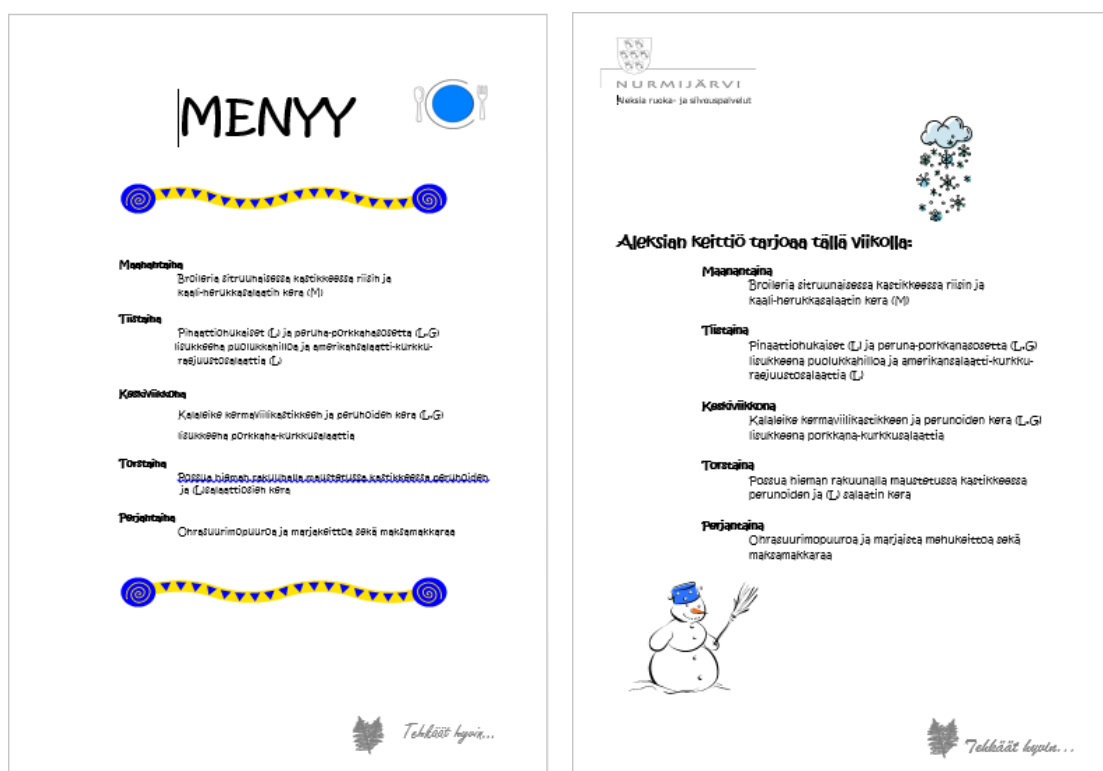 MENYY
Maanantaina
Broileria sitruunaisessa kastikkeessa riisin ja
kaali-herukkasalaatin kera (M)
Tiistaina
Pinaattiohukaiset (L) ja peruna-porkkanasosetta (L,G)
lisukkeena puolukkahilloa ja amerikansalaatti-kurkku-
raejuustosalaattia (L)
Keskiviikkona
Kalaleike kermaviilikastikkeen ja perunoiden kera (L,G)
lisukkeena porkkana-kurkkusalaattia
Torstaina
Possua hieman rakuunalla maustetussa kastikkeessa perunoiden
ja (L)salaattiosien kera
Perjantaina
Ohrasuurimopuuroa ja marjakeittoa sekä maksamakkaraa
Tehkäät hyvin...
NURMIJÄRVI
Aleksia ruoka- ja siivouspalvelut
Aleksian keittiö tarjoaa tällä viikolla:
Maanantaina
Broileria sitruunaisessa kastikkeessa riisin ja
kaali-herukkasalaatin kera (M)
Tiistaina
Pinaattiohukaiset (L) ja peruna-porkkanasosetta (L,G)
lisukkeena puolukkahilloa ja amerikansalaatti-kurkku-
raejuustosalaattia (L)
Keskiviikkona
Kalaleike kermaviilikastikkeen ja perunoiden kera (L,G)
lisukkeena porkkana-kurkkusalaattia
Torstaina
Possua hieman rakuunalla maustetussa kastikkeessa
perunoiden ja (L) salaatin kera
Perjantaina
Ohrasuurimopuuroa ja marjaista mehukeittoa sekä
maksamakkaraa
Tehkäät hyvin...